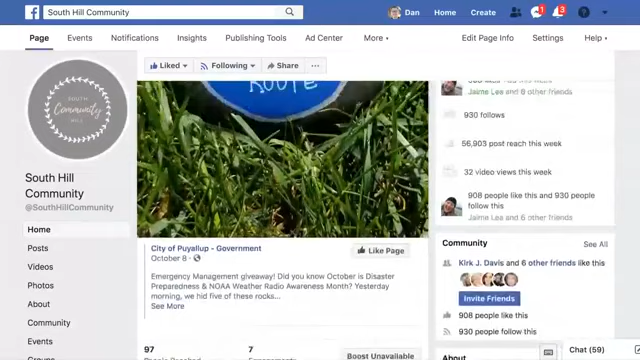 South Hill Community
Dan Home Create 1 3
Page Events Notifications Insights Publishing Tools Ad Center More Edit Page Info Settings Help
Liked Following Share ...
SOUTH
Community
HILL
South Hill
Community
@SouthHillCommunity
Home
Posts
Videos
Photos
About
Community
Events
ROUTE
City of Puyallup - Government
October 8
Like Page
Emergency Management giveaway! Did you know October is Disaster
Preparedness & NOAA Weather Radio Awareness Month? Yesterday
morning, we hid five of these rocks...
See More
97
7
Boost Unavailable
Jaime Lee and 6 other friends
930 follows
56,903 post reach this week
32 video views this week
908 people like this and 930 people
follow this
Jaime Lee and 6 other friends
Community See All
Kirk J. Davis and 6 other friends like this
Invite Friends
908 people like this
930 people follow this
About
Chat (59)